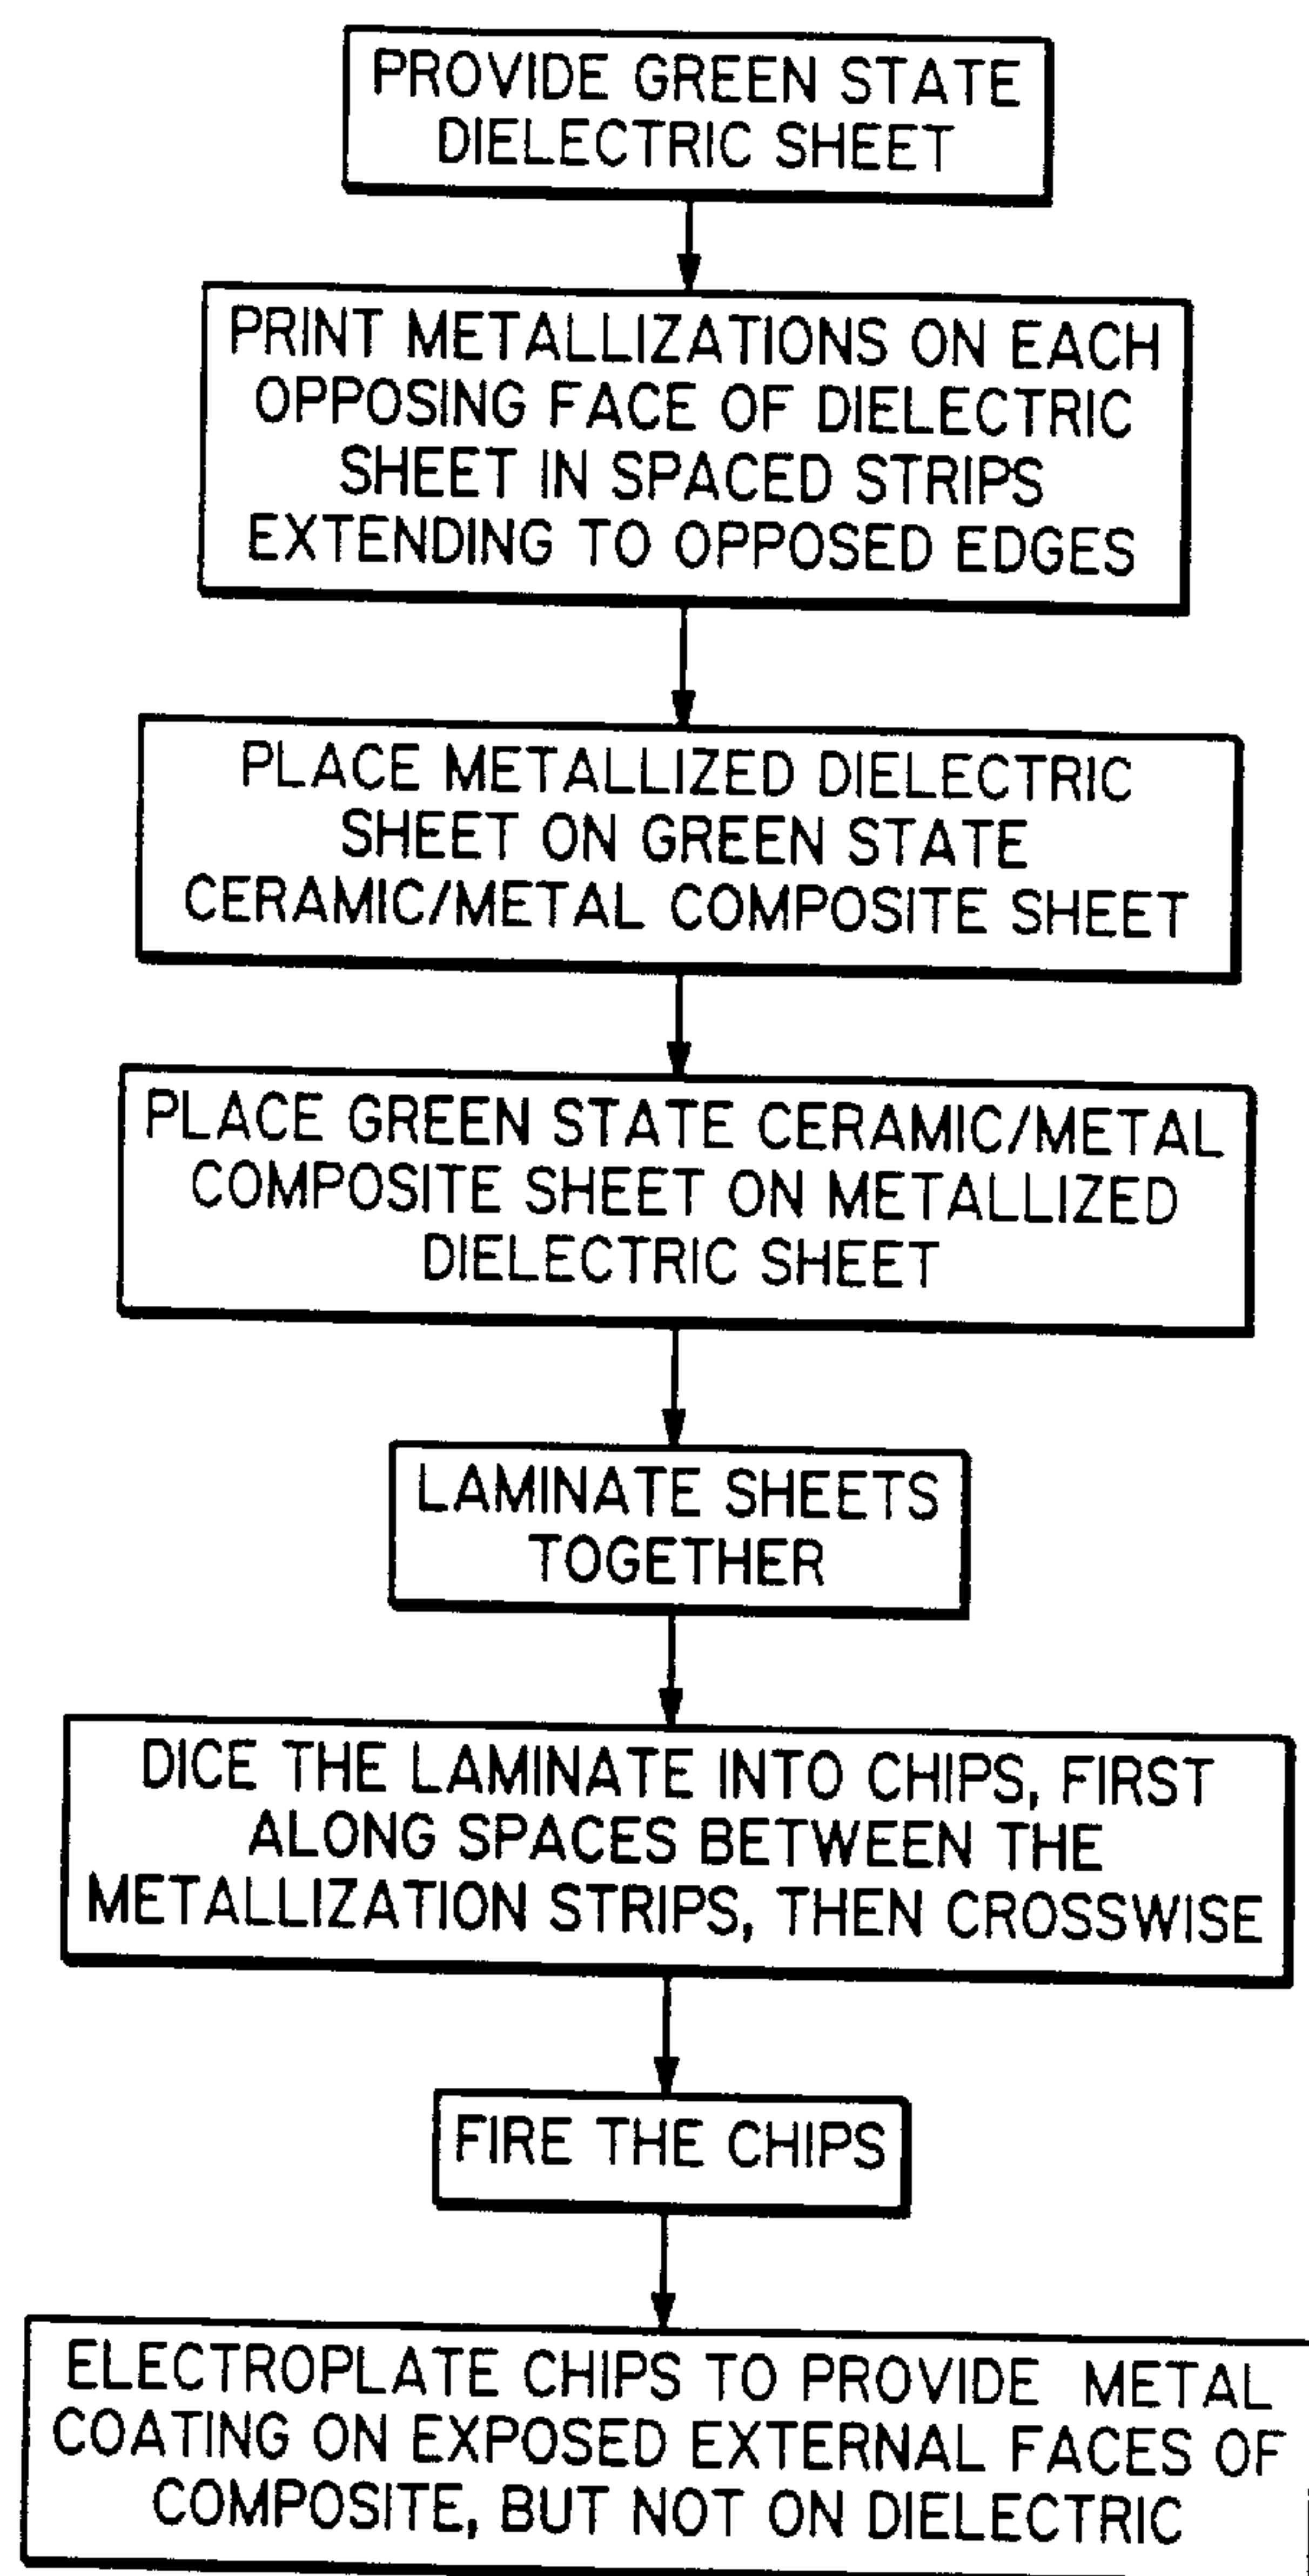 PROVIDE GREEN STATE
DIELECTRIC SHEET
PRINT METALLIZATIONS ON EACH
OPPOSING FACE OF DIELECTRIC
SHEET IN SPACED STRIPS
EXTENDING TO OPPOSED EDGES
PLACE METALLIZED DIELECTRIC
SHEET ON GREEN STATE
CERAMIC/METAL COMPOSITE SHEET
PLACE GREEN STATE CERAMIC/METAL
COMPOSITE SHEET ON METALLIZED
DIELECTRIC SHEET
LAMINATE SHEETS
TOGETHER
DICE THE LAMINATE INTO CHIPS, FIRST
ALONG SPACES BETWEEN THE
METALLIZATION STRIPS, THEN CROSSWISE
FIRE THE CHIPS
ELECTROPLATE CHIPS TO PROVIDE METAL
COATING ON EXPOSED EXTERNAL FACES OF
COMPOSITE, BUT NOT ON DIELECTRIC